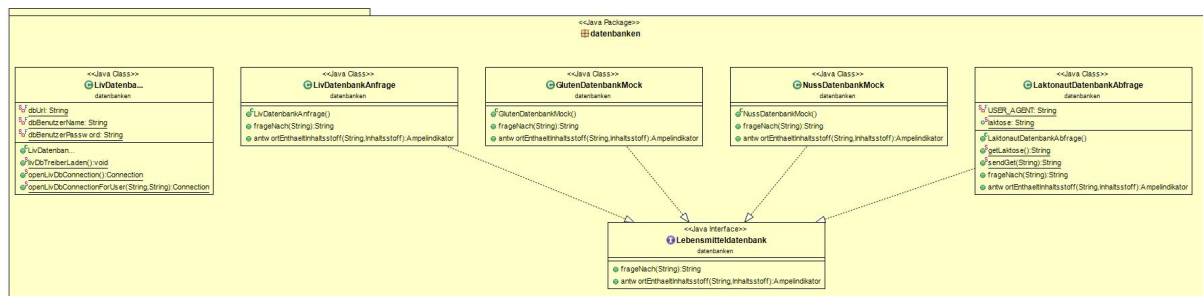 <<Java Package>>
datenbanken
<<Java Class>>
LivDatenba...
datenbanken
dbUrl: String
dbBenutzerName: String
dbBenutzerPassw ord: String
LivDatenban...
livDbTreiberLaden():void
openLivDbConnection():Connection
openLivDbConnectionForUser(String,String):Connection
<<Java Class>>
LivDatenbankAnfrage
datenbanken
LivDatenbankAnfrage()
frageNach(String):String
antw ortEnthaeltInhaltsstoff(String,Inhaltsstoff):Ampelindikator
<<Java Class>>
GlutenDatenbankMock
datenbanken
GlutenDatenbankMock()
frageNach(String):String
antw ortEnthaeltInhaltsstoff(String,Inhaltsstoff):Ampelindikator
<<Java Class>>
NussDatenbankMock
datenbanken
NussDatenbankMock()
frageNach(String):String
antw ortEnthaeltInhaltsstoff(String,Inhaltsstoff):Ampelindikator
<<Java Class>>
LaktonautDatenbankAbfrage
datenbanken
USER_AGENT: String
laktose: String
LaktonautDatenbankAbfrage()
getLaktose():String
sendGet(String):String
frageNach(String):String
antw ortEnthaeltInhaltsstoff(String,Inhaltsstoff):Ampelindikator
<<Java Interface>>
Lebensmitteldatenbank
datenbanken
frageNach(String):String
antw ortEnthaeltInhaltsstoff(String,Inhaltsstoff):Ampelindikator